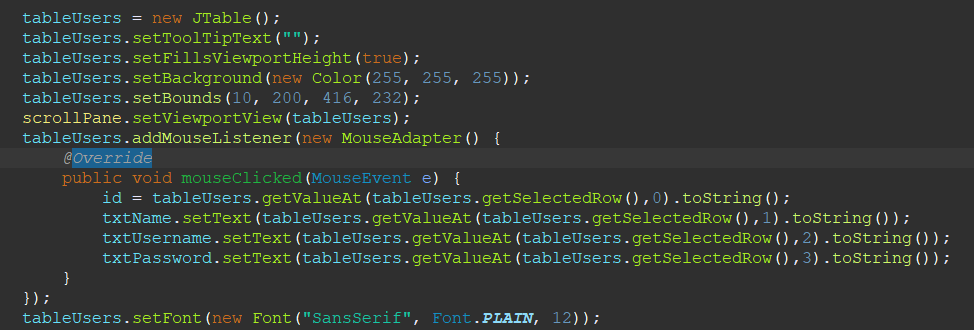 tableUsers = new JTable();
tableUsers.setToolTipText("");
tableUsers.setFillsViewportHeight(true);
tableUsers.setBackground(new Color(255, 255, 255));
tableUsers.setBounds(10, 200, 416, 232);
scrollPane.setViewportView(tableUsers);
tableUsers.addMouseListener(new MouseAdapter() {
    @Override
    public void mouseClicked(MouseEvent e) {
        id = tableUsers.getValueAt(tableUsers.getSelectedRow(),0).toString();
        txtName.setText(tableUsers.getValueAt(tableUsers.getSelectedRow(),1).toString());
        txtUsername.setText(tableUsers.getValueAt(tableUsers.getSelectedRow(),2).toString());
        txtPassword.setText(tableUsers.getValueAt(tableUsers.getSelectedRow(),3).toString());
    }
});
tableUsers.setFont(new Font("SansSerif", Font.PLAIN, 12));